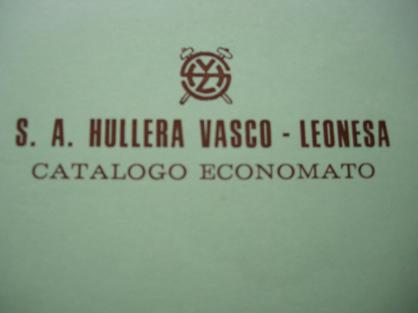 S. A. HULLERA VASCO - LEONESA
CATALOGO ECONOMATO